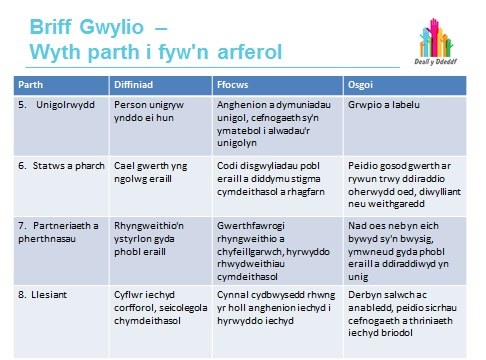 Briff Gwylio –
Wyth parth i fyw'n arferol
Deall y Ddeddf
Parth
Diffiniad
Ffocws
Osgoi
5. Unigolrwydd
Person unigryw
ynddo ei hun
Anghenion a dymuniadau
unigol, cefnogaeth sy'n
ymatebol i alwadau'r
unigolyn
Grwpio a labelu
6. Statws a pharch
Cael gwerth yng
ngolwg eraill
Codi disgwyliadau pobl
eraill a diddymu stigma
cymdeithasol a rhagfarn
Peidio gosod gwerth ar
rywun trwy ddiraddio
oherwydd oed, diwylliant
neu weithgaredd
7. Partneriaeth a
pherthnasau
Rhyngweithio'n
ystyrlon gyda
phobl eraill
Gwerthfawrogi
rhyngweithio a
chyfeillgarwch, hyrwyddo
rhwydweithiau
cymdeithasol
Nad oes neb yn eich
bywyd sy'n bwysig,
ymwneud gyda phobl
eraill a ddiraddiwyd yn
unig
8. Llesiant
Cyflwr iechyd
corfforol, seicolegol a
chymdeithasol
Cynnal cydbwysedd rhwng
yr holl anghenion iechyd i
hyrwyddo iechyd
Derbyn salwch ac
anabledd, peidio sicrhau
cefnogaeth a thriniaeth
iechyd briodol